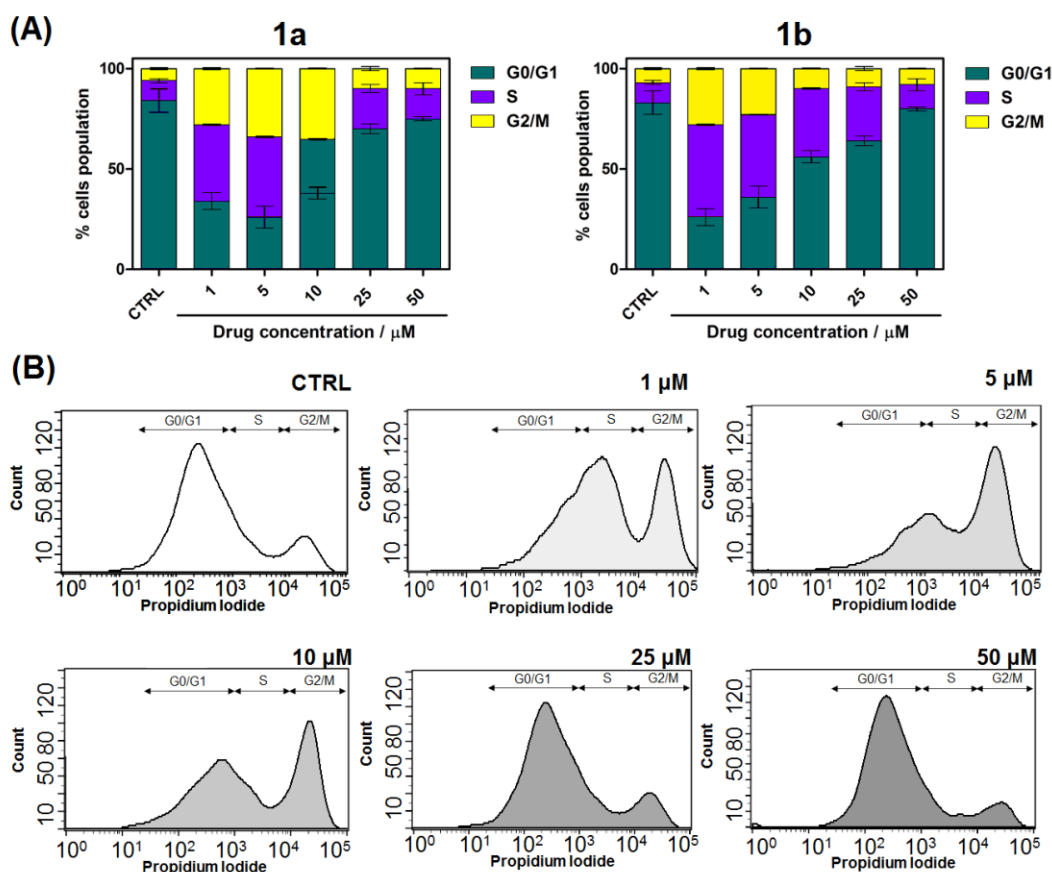 (A)
1a
1b
% cells population
100
50
0
CTRL
1
5
10
25
50
Drug concentration / μM
G0/G1
S
G2/M
% cells population
100
50
0
CTRL
1
5
10
25
50
Drug concentration / μM
G0/G1
S
G2/M
(B)
CTRL
G0/G1 S G2/M
Count
120
80
50
10
10⁰ 10¹ 10² 10³ 10⁴ 10⁵
Propidium Iodide
1 μM
G0/G1 S G2/M
Count
120
80
50
10
10⁰ 10¹ 10² 10³ 10⁴ 10⁵
Propidium Iodide
5 μM
G0/G1 S G2/M
Count
120
80
50
10
10⁰ 10¹ 10² 10³ 10⁴ 10⁵
Propidium Iodide
10 μM
G0/G1 S G2/M
Count
120
80
50
10
10⁰ 10¹ 10² 10³ 10⁴ 10⁵
Propidium Iodide
25 μM
G0/G1 S G2/M
Count
120
80
50
10
10⁰ 10¹ 10² 10³ 10⁴ 10⁵
Propidium Iodide
50 μM
G0/G1 S G2/M
Count
120
80
50
10
10⁰ 10¹ 10² 10³ 10⁴ 10⁵
Propidium Iodide